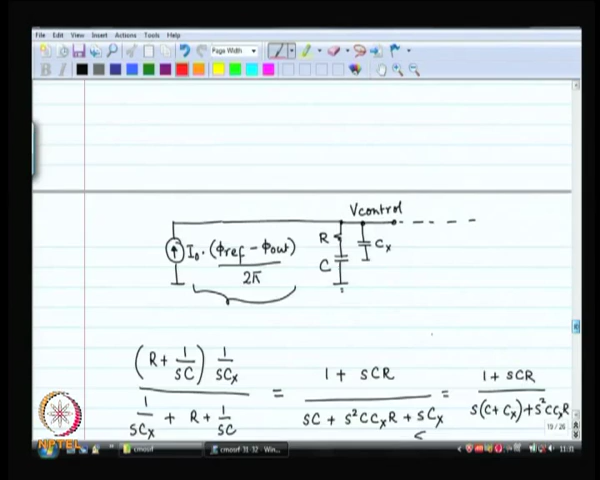 File Edit View Insert Actions Tools Help
Page Width
B I
Vcontrol
R
C
Cx
I₀ · (ϕref − ϕout) / 2π
(R + 1/sC) 1/sCx / (1/sCx + R + 1/sC) = 1 + sCR / (sC + s²CCxR + sCx) = 1 + sCR / (s(C + Cx) + s²CCxR)
19 / 26
NPTEL
cmosrf
cmosrf-31-32 - Win...
11:31